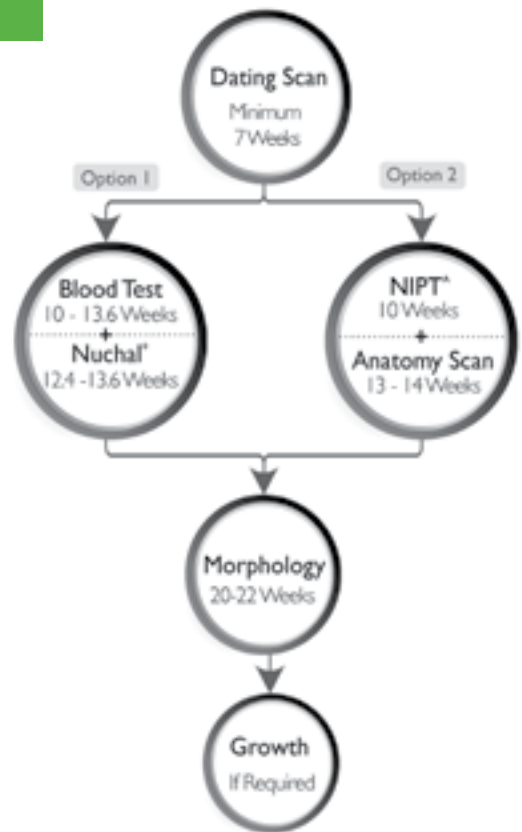 Dating Scan
Minimum
7 Weeks
Option 1
Option 2
Blood Test
10 - 13.6 Weeks
+
Nuchal*
12.4 -13.6 Weeks
NIPT^
10 Weeks
+
Anatomy Scan
13 - 14 Weeks
Morphology
20-22 Weeks
Growth
If Required